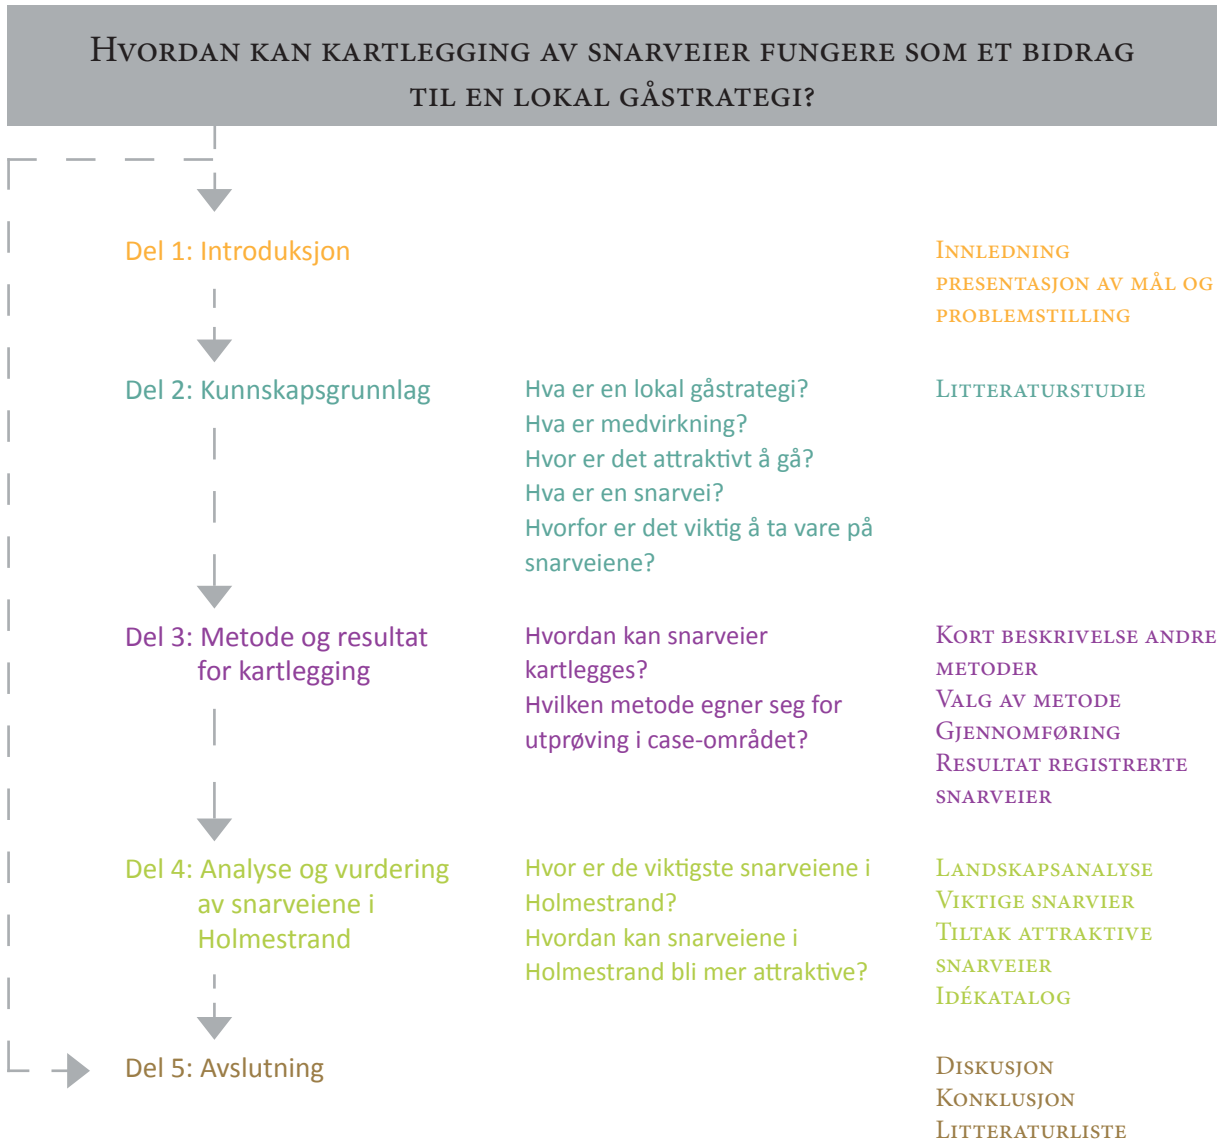 Hvordan kan kartlegging av snarveier fungere som et bidrag
til en lokal gåstrategi?
Del 1: Introduksjon
Innledning
presentasjon av mål og
problemstilling
Del 2: Kunnskapsgrunnlag
Hva er en lokal gåstrategi?
Hva er medvirkning?
Hvor er det attraktivt å gå?
Hva er en snarvei?
Hvorfor er det viktig å ta vare på
snarveiene?
Litteraturstudie
Del 3: Metode og resultat
for kartlegging
Hvordan kan snarveier
kartlegges?
Hvilken metode egner seg for
utprøving i case-området?
Kort beskrivelse andre
metoder
Valg av metode
Gjennomføring
Resultat registrerte
snarveier
Del 4: Analyse og vurdering
av snarveiene i
Holmestrand
Hvor er de viktigste snarveiene i
Holmestrand?
Hvordan kan snarveiene i
Holmestrand bli mer attraktive?
Landskapsanalyse
Viktige snarvier
Tiltak attraktive
snarveier
Idékatalog
Del 5: Avslutning
Diskusjon
Konklusjon
Litteraturliste